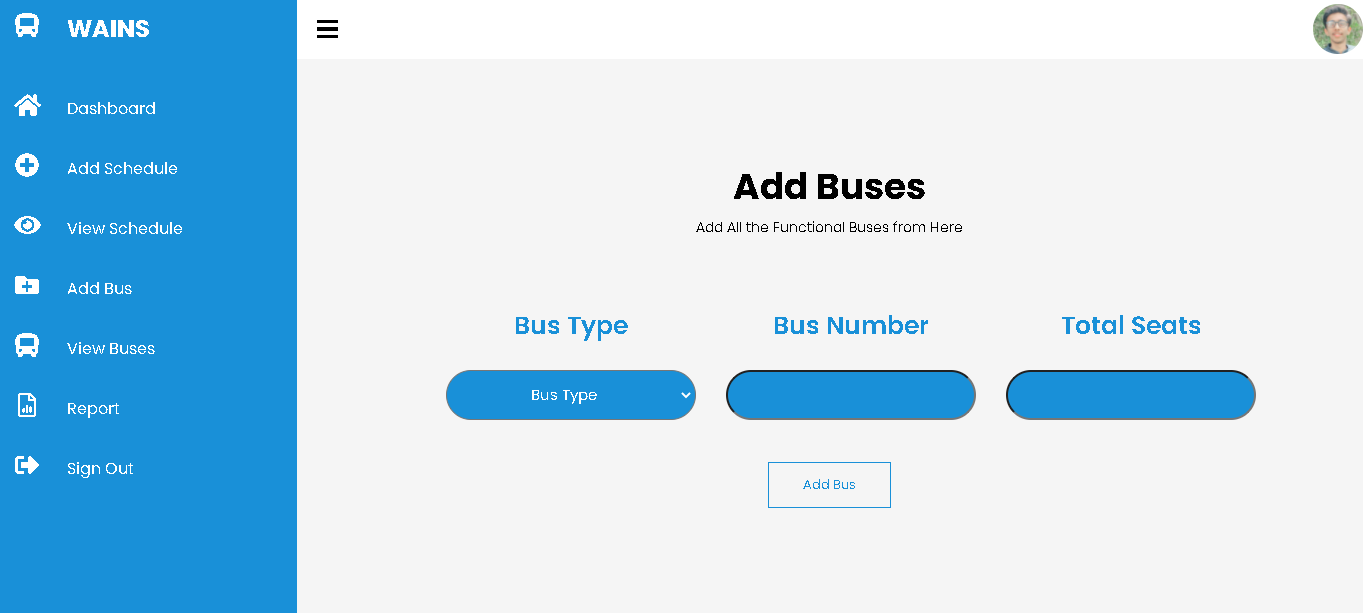 WAINS
Dashboard
Add Schedule
View Schedule
Add Bus
View Buses
Report
Sign Out
Add Buses
Add All the Functional Buses from Here
Bus Type
Bus Number
Total Seats
Bus Type
Add Bus